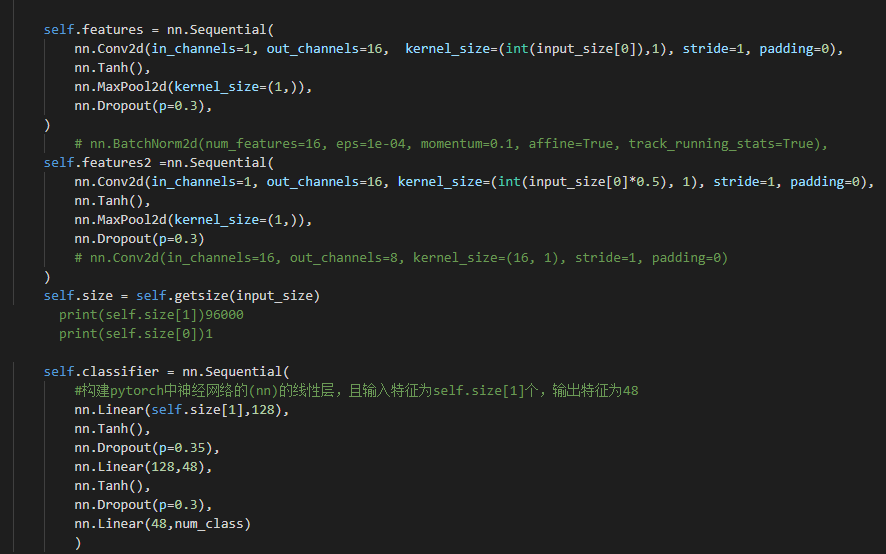 self.features = nn.Sequential(
nn.Conv2d(in_channels=1, out_channels=16,  kernel_size=(int(input_size[0]),1), stride=1, padding=0),
nn.Tanh(),
nn.MaxPool2d(kernel_size=(1,)),
nn.Dropout(p=0.3),
)
# nn.BatchNorm2d(num_features=16, eps=1e-04, momentum=0.1, affine=True, track_running_stats=True),
self.features2 =nn.Sequential(
nn.Conv2d(in_channels=1, out_channels=16, kernel_size=(int(input_size[0]*0.5), 1), stride=1, padding=0),
nn.Tanh(),
nn.MaxPool2d(kernel_size=(1,)),
nn.Dropout(p=0.3)
# nn.Conv2d(in_channels=16, out_channels=8, kernel_size=(16, 1), stride=1, padding=0)
)
self.size = self.getsize(input_size)
print(self.size[1])96000
print(self.size[0])1
self.classifier = nn.Sequential(
#构建pytorch中神经网络的(nn)的线性层，且输入特征为self.size[1]个，输出特征为48
nn.Linear(self.size[1],128),
nn.Tanh(),
nn.Dropout(p=0.35),
nn.Linear(128,48),
nn.Tanh(),
nn.Dropout(p=0.3),
nn.Linear(48,num_class)
)